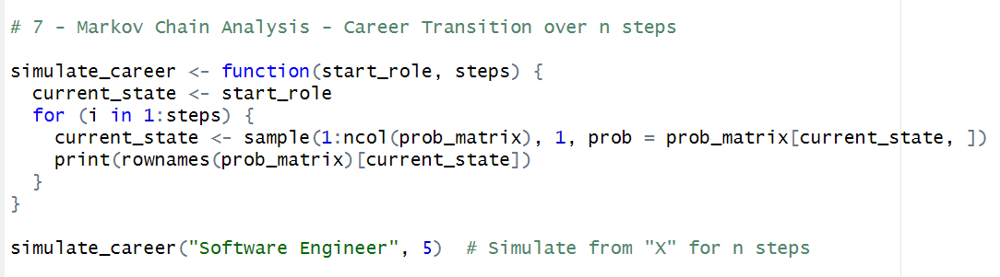 # 7 - Markov Chain Analysis - Career Transition over n steps
simulate_career <- function(start_role, steps) {
  current_state <- start_role
  for (i in 1:steps) {
    current_state <- sample(1:ncol(prob_matrix), 1, prob = prob_matrix[current_state, ])
    print(rownames(prob_matrix)[current_state])
  }
}
simulate_career("Software Engineer", 5)  # Simulate from "X" for n steps